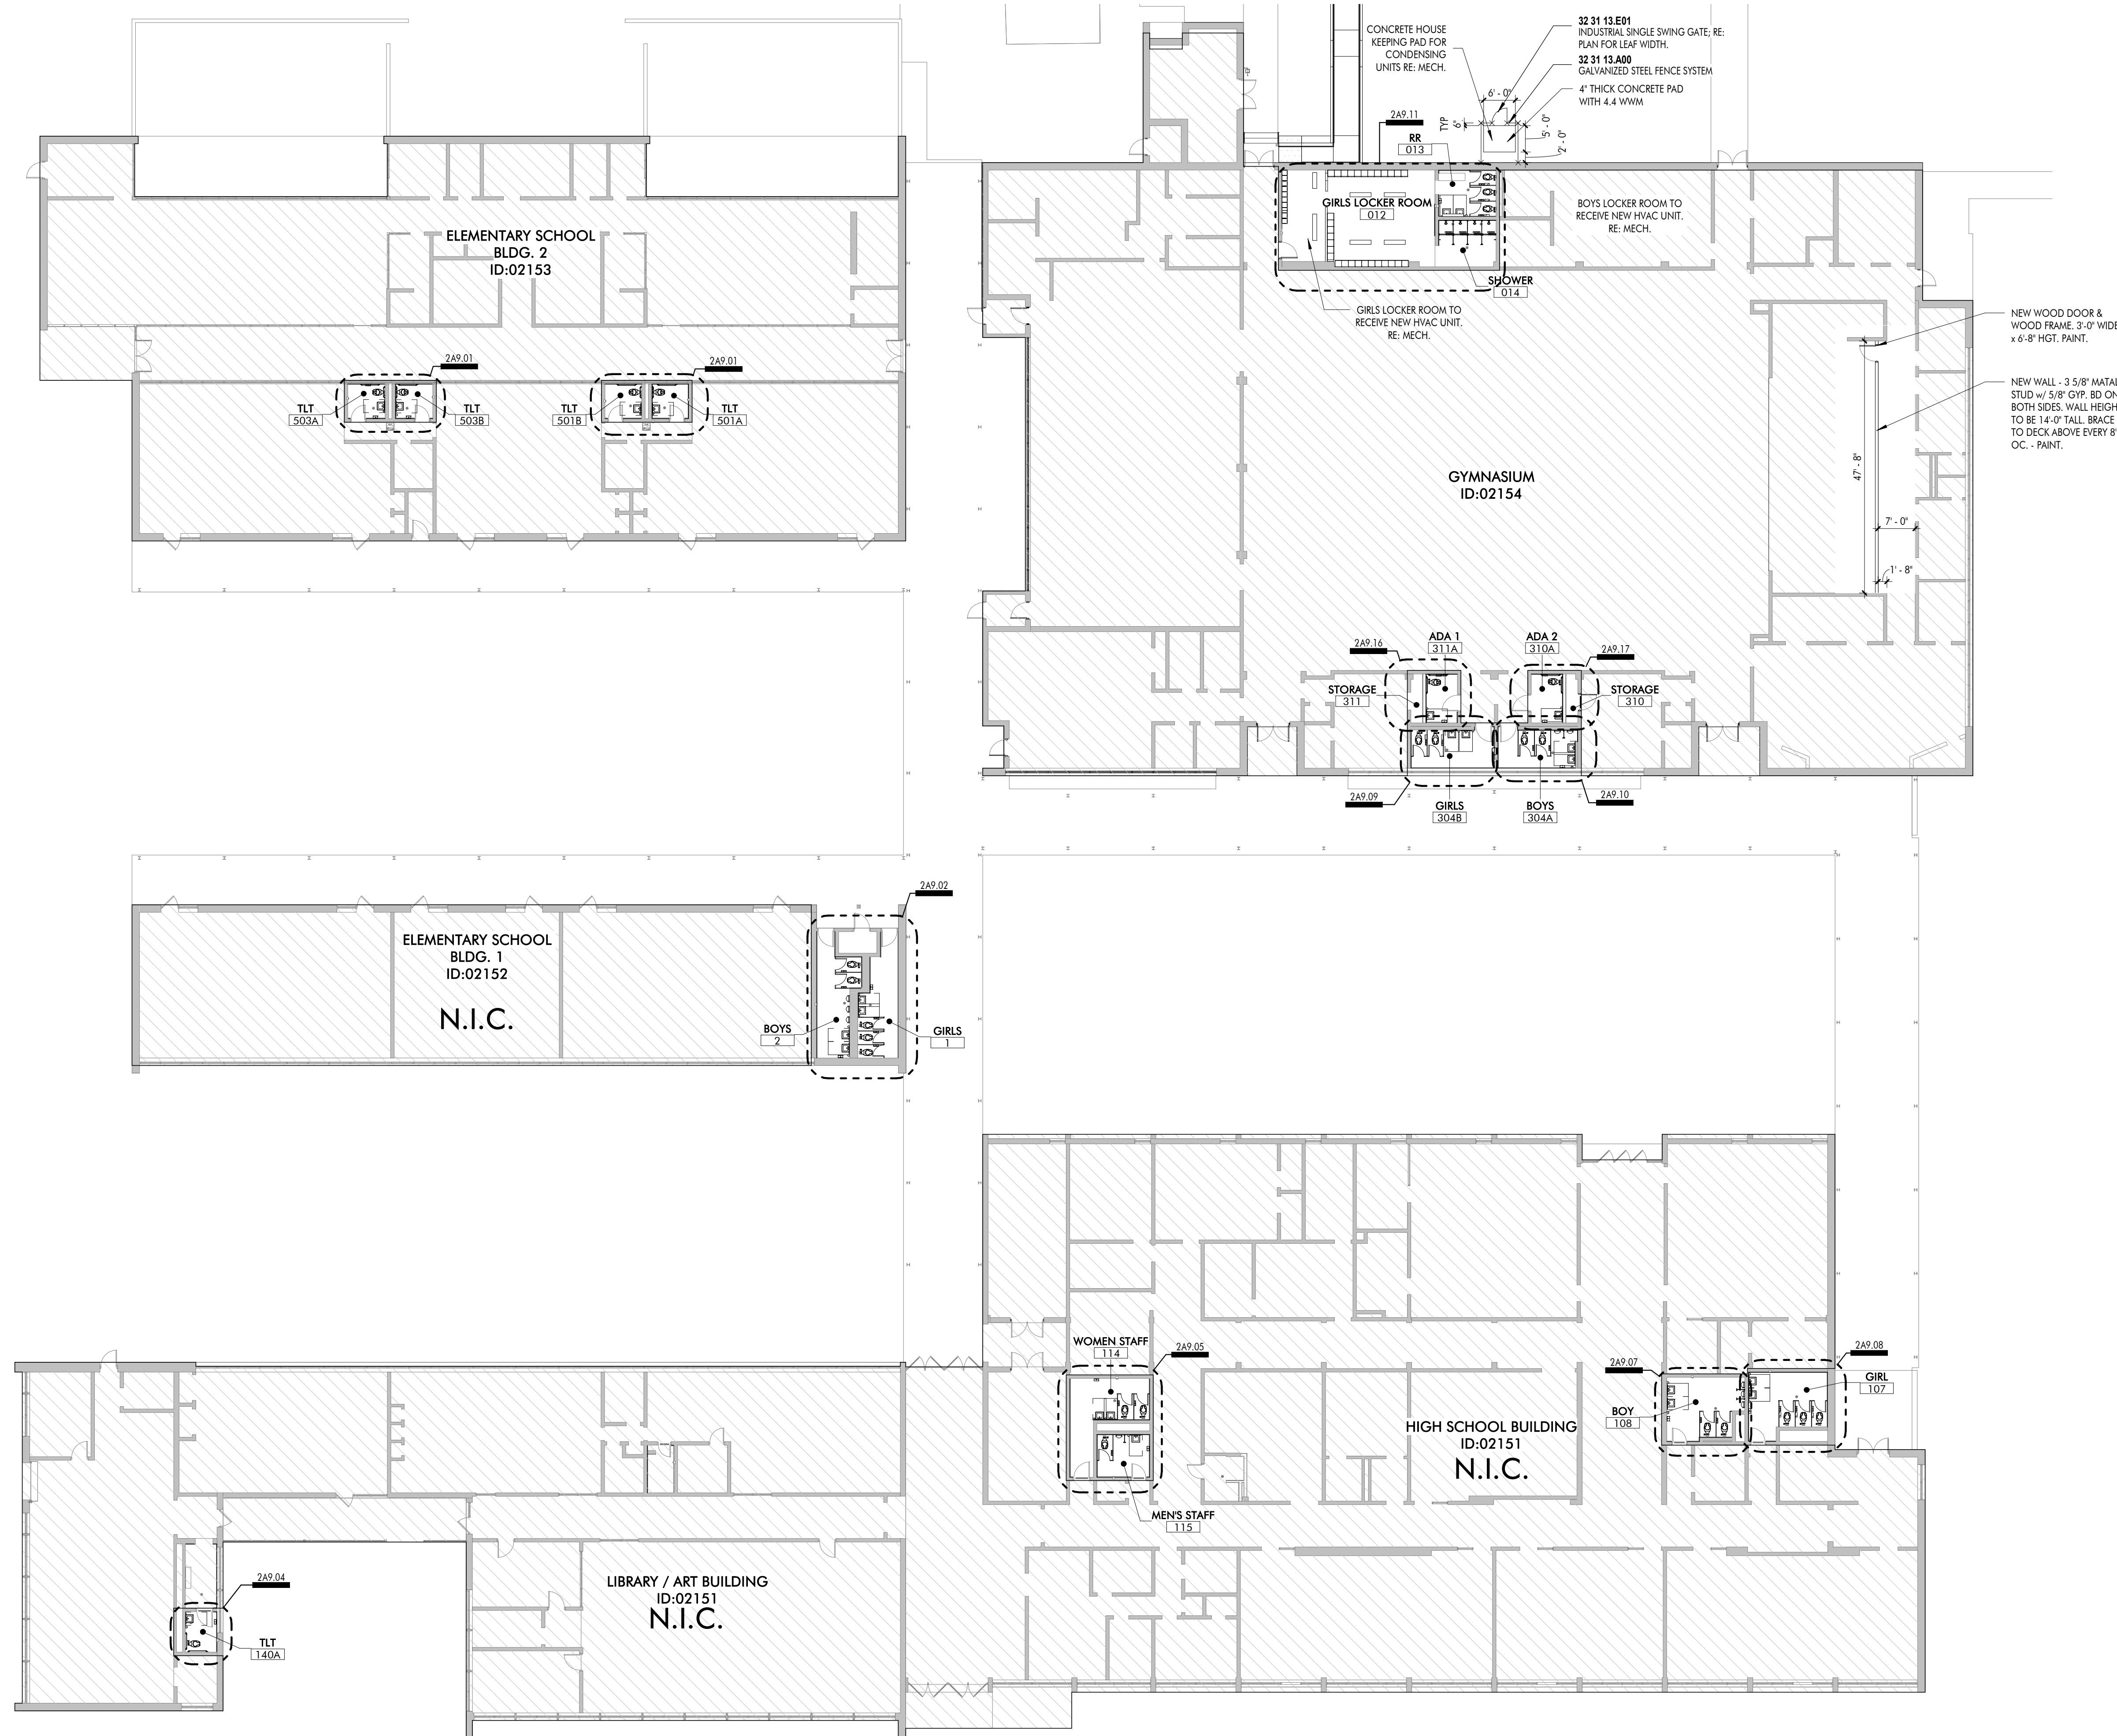 CONCRETE HOUSE
KEEPING PAD FOR
CONDENSING
UNITS RE: MECH.
32 31 13.E01
INDUSTRIAL SINGLE SWING GATE; RE:
PLAN FOR LEAF WIDTH.
32 31 13.A00
GALVANIZED STEEL FENCE SYSTEM
4" THICK CONCRETE PAD
WITH 4.4 WWM
6' - 0"
TYP
6"
5' - 0"
2' - 0"
2A9.11
RR
013
GIRLS LOCKER ROOM
012
BOYS LOCKER ROOM TO
RECEIVE NEW HVAC UNIT.
RE: MECH.
SHOWER
014
GIRLS LOCKER ROOM TO
RECEIVE NEW HVAC UNIT.
RE: MECH.
ELEMENTARY SCHOOL
BLDG. 2
ID:02153
2A9.01
2A9.01
TLT
503A
TLT
503B
TLT
501B
TLT
501A
NEW WOOD DOOR &
WOOD FRAME. 3'-0" WIDE
x 6'-8" HGT. PAINT.
NEW WALL - 3 5/8" MATAL
STUD w/ 5/8" GYP. BD ON
BOTH SIDES. WALL HEIGH
TO BE 14'-0" TALL. BRACE
TO DECK ABOVE EVERY 8'
OC. - PAINT.
47' - 8"
7' - 0"
1' - 8"
GYMNASIUM
ID:02154
2A9.16
ADA 1
311A
ADA 2
310A
2A9.17
STORAGE
311
STORAGE
310
2A9.09
GIRLS
304B
BOYS
304A
2A9.10
2A9.02
ELEMENTARY SCHOOL
BLDG. 1
ID:02152
N.I.C.
BOYS
2
GIRLS
1
WOMEN STAFF
114
2A9.05
MEN'S STAFF
115
2A9.07
2A9.08
BOY
108
GIRL
107
HIGH SCHOOL BUILDING
ID:02151
N.I.C.
LIBRARY / ART BUILDING
ID:02151
N.I.C.
2A9.04
TLT
140A